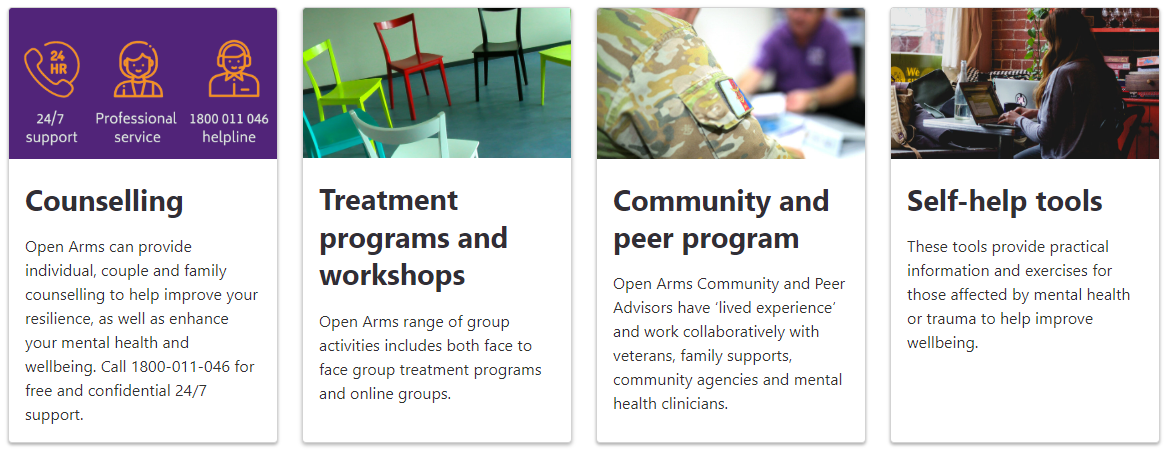 24
HR
24/7
support
Professional
service
1800 011 046
helpline
Counselling
Open Arms can provide
individual, couple and family
counselling to help improve your
resilience, as well as enhance
your mental health and
wellbeing. Call 1800-011-046 for
free and confidential 24/7
support.
Treatment
programs and
workshops
Open Arms range of group
activities includes both face to
face group treatment programs
and online groups.
Community and
peer program
Open Arms Community and Peer
Advisors have ‘lived experience’
and work collaboratively with
veterans, family supports,
community agencies and mental
health clinicians.
We
Self-help tools
These tools provide practical
information and exercises for
those affected by mental health
or trauma to help improve
wellbeing.